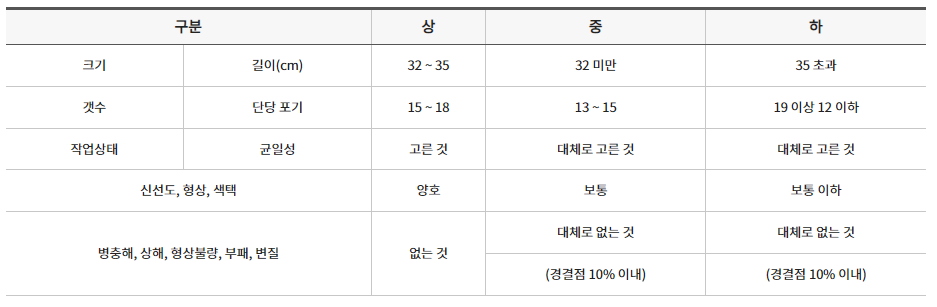 구분 상 중 하
크기 길이(cm) 32 ~ 35 32 미만 35 초과
갯수 단당 포기 15 ~ 18 13 ~ 15 19 이상 12 이하
작업상태 균일성 고른 것 대체로 고른 것 대체로 고른 것
신선도, 형상, 색택 양호 보통 보통 이하
병충해, 상해, 형상불량, 부패, 변질 없는 것 대체로 없는 것 대체로 없는 것
(경결점 10% 이내) (경결점 10% 이내)